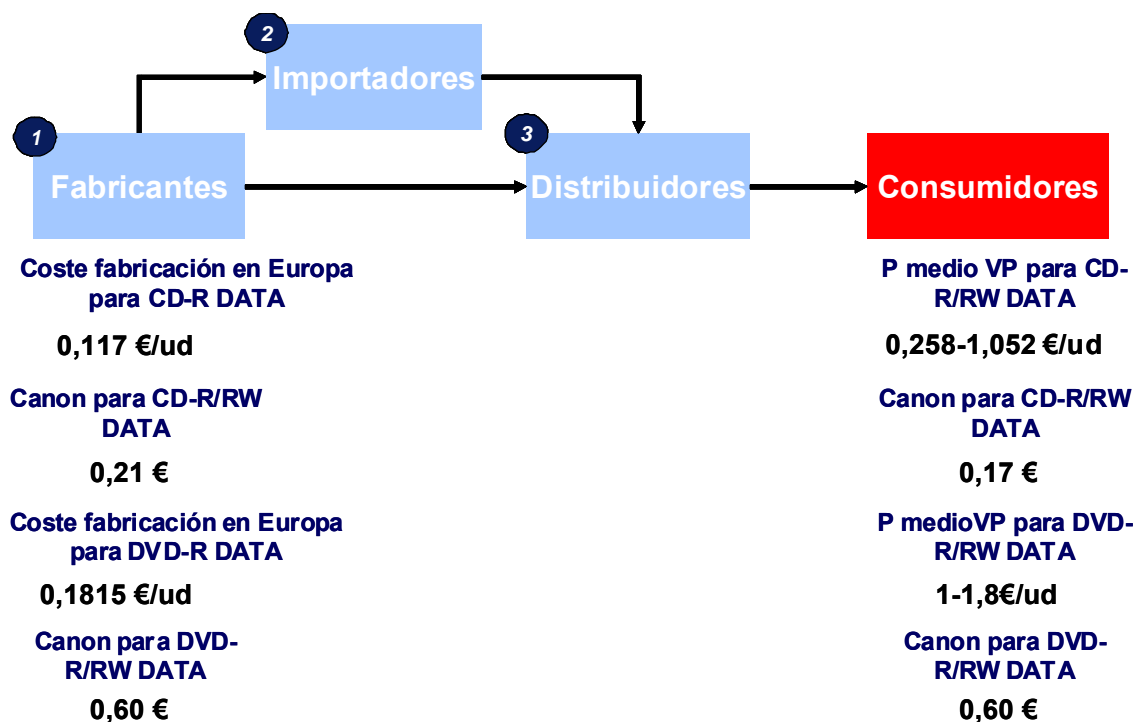 2
Importadores
1
Fabricantes
3
Distribuidores
Consumidores
Coste fabricación en Europa
para CD-R DATA
0,117 €/ud
Canon para CD-R/RW
DATA
0,21 €
Coste fabricación en Europa
para DVD-R DATA
0,1815 €/ud
Canon para DVD-
R/RW DATA
0,60 €
P medio VP para CD-
R/RW DATA
0,258-1,052 €/ud
Canon para CD-R/RW
DATA
0,17 €
P medioVP para DVD-
R/RW DATA
1-1,8€/ud
Canon para DVD-
R/RW DATA
0,60 €